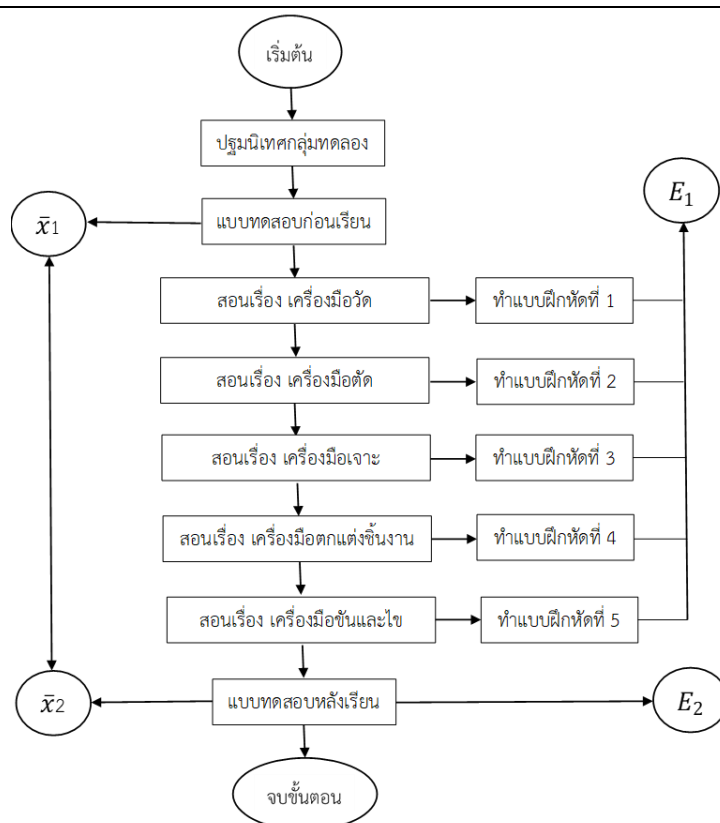 เริ่มต้น
ปฐมนิเทศกลุ่มทดลอง
E₁
x̄1
แบบทดสอบก่อนเรียน
สอนเรื่อง เครื่องมือวัด
ทำแบบฝึกหัดที่ 1
สอนเรื่อง เครื่องมือตัด
ทำแบบฝึกหัดที่ 2
สอนเรื่อง เครื่องมือเจาะ
ทำแบบฝึกหัดที่ 3
สอนเรื่อง เครื่องมือตกแต่งชิ้นงาน
ทำแบบฝึกหัดที่ 4
สอนเรื่อง เครื่องมือขันและไข
ทำแบบฝึกหัดที่ 5
x̄2
แบบทดสอบหลังเรียน
E₂
จบขั้นตอน